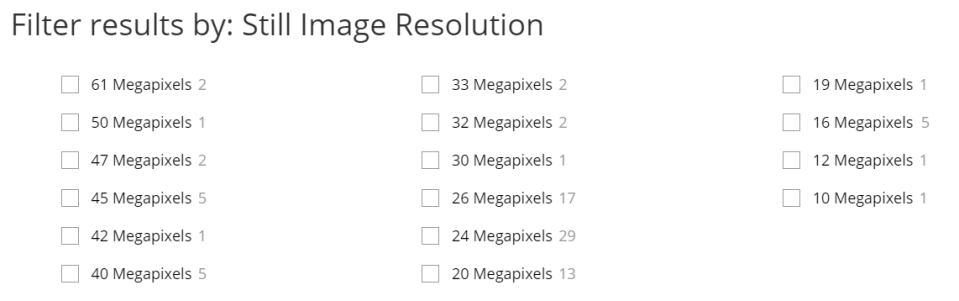 Filter results by: Still Image Resolution
61 Megapixels 2
50 Megapixels 1
47 Megapixels 2
45 Megapixels 5
42 Megapixels 1
40 Megapixels 5
33 Megapixels 2
32 Megapixels 2
30 Megapixels 1
26 Megapixels 17
24 Megapixels 29
20 Megapixels 13
19 Megapixels 1
16 Megapixels 5
12 Megapixels 1
10 Megapixels 1